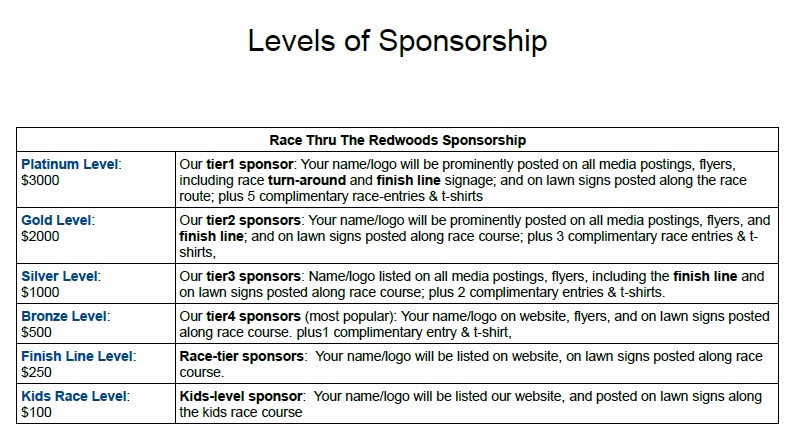 Levels of Sponsorship
Race Thru The Redwoods Sponsorship
Platinum Level:
$3000
Our tier1 sponsor: Your name/logo will be prominently posted on all media postings, flyers,
including race turn-around and finish line signage; and on lawn signs posted along the race
route; plus 5 complimentary race-entries & t-shirts
Gold Level:
$2000
Our tier2 sponsors: Your name/logo will be prominently posted on all media postings, flyers, and
finish line; and on lawn signs posted along race course; plus 3 complimentary race entries & t-
shirts,
Silver Level:
$1000
Our tier3 sponsors: Name/logo listed on all media postings, flyers, including the finish line and
on lawn signs posted along race course; plus 2 complimentary entries & t-shirts.
Bronze Level:
$500
Our tier4 sponsors (most popular): Your name/logo on website, flyers, and on lawn signs posted
along race course. plus1 complimentary entry & t-shirt,
Finish Line Level:
$250
Race-tier sponsors:  Your name/logo will be listed on website, on lawn signs posted along race
course.
Kids Race Level:
$100
Kids-level sponsor:  Your name/logo will be listed our website, and posted on lawn signs along
the kids race course